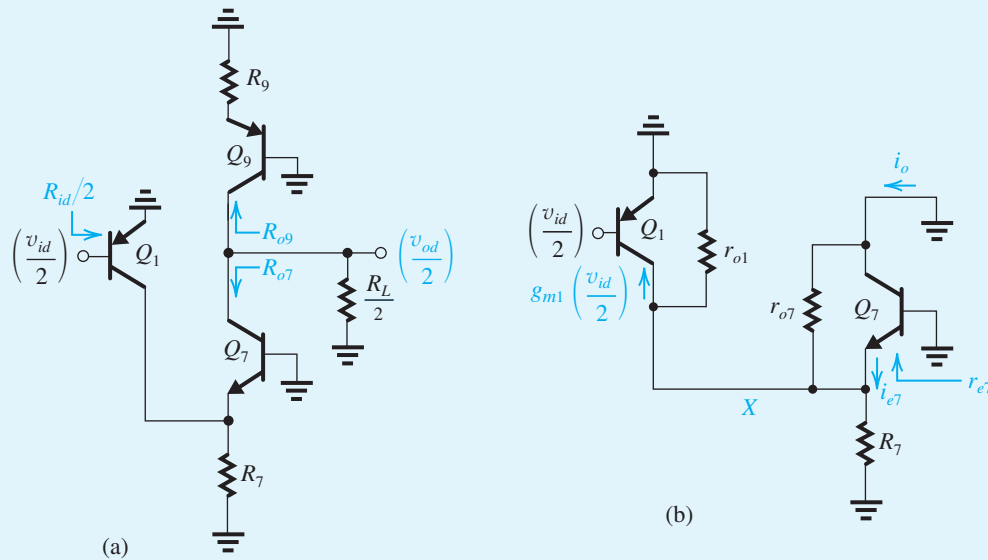 R9
Q9
Rid/2
(vid/2)
Q1
Ro9
(vod/2)
Ro7
RL/2
Q7
R7
(a)
io
(vid/2)
Q1
ro1
gm1(vid/2)
ro7
Q7
X
ie7
re7
R7
(b)